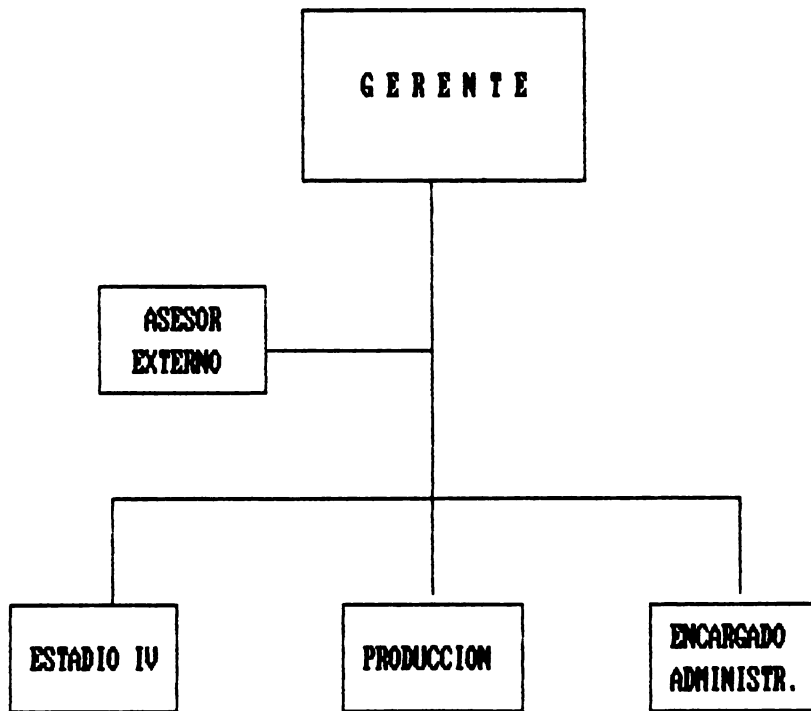 G E R E N T E
ASESOR
EXTERNO
ESTADIO IV
PRODUCCION
ENCARGADO
ADMINISTR.